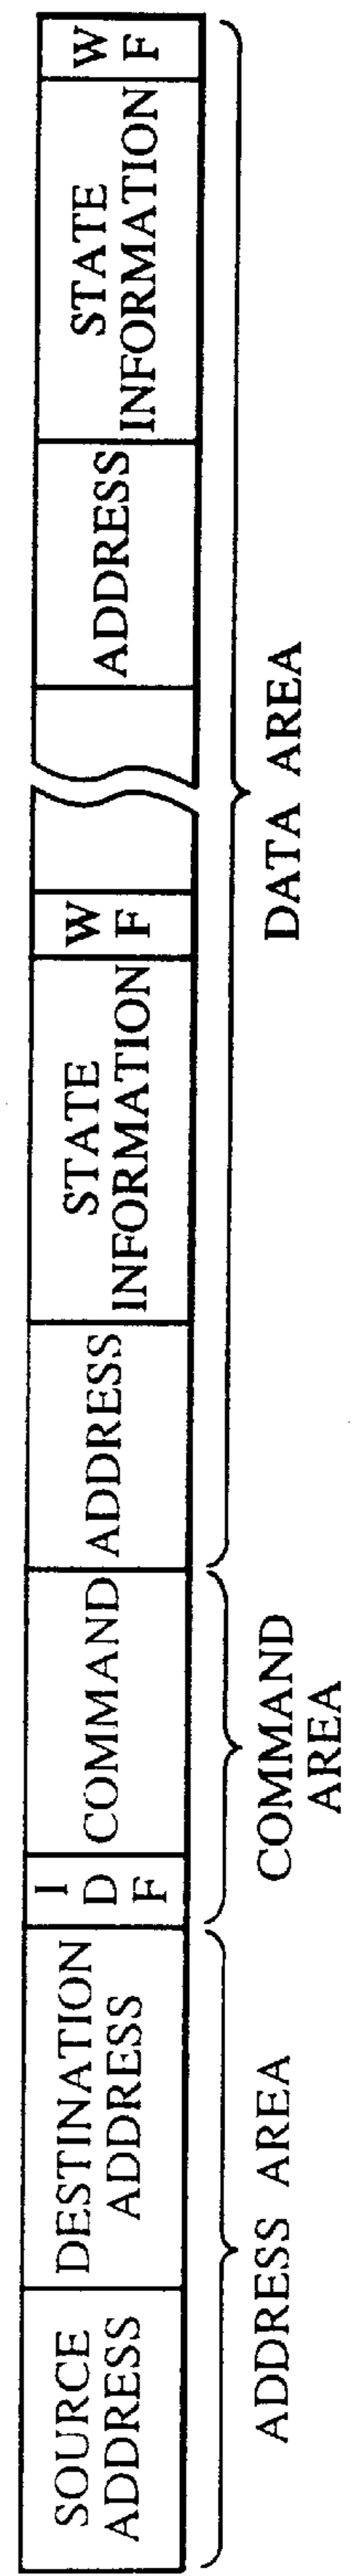 SOURCE
ADDRESS
DESTINATION
ADDRESS
I
D
F
COMMAND
ADDRESS
STATE
INFORMATION
W
F
ADDRESS
STATE
INFORMATION
W
F
ADDRESS AREA
COMMAND
AREA
DATA AREA